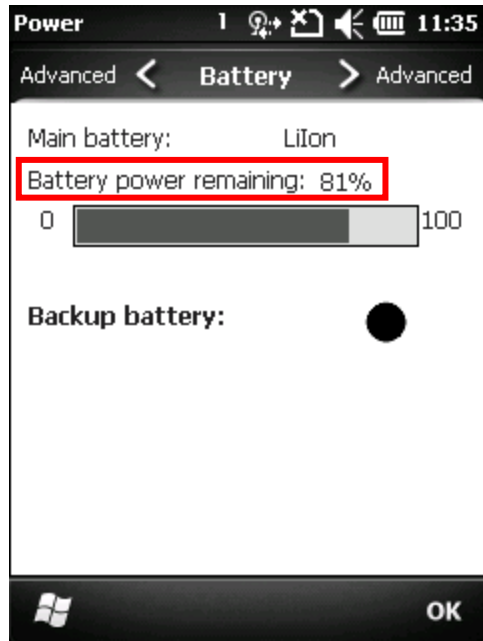 Power 1 11:35
Advanced Battery Advanced
Main battery: LiIon
Battery power remaining: 81%
0 100
Backup battery:
OK